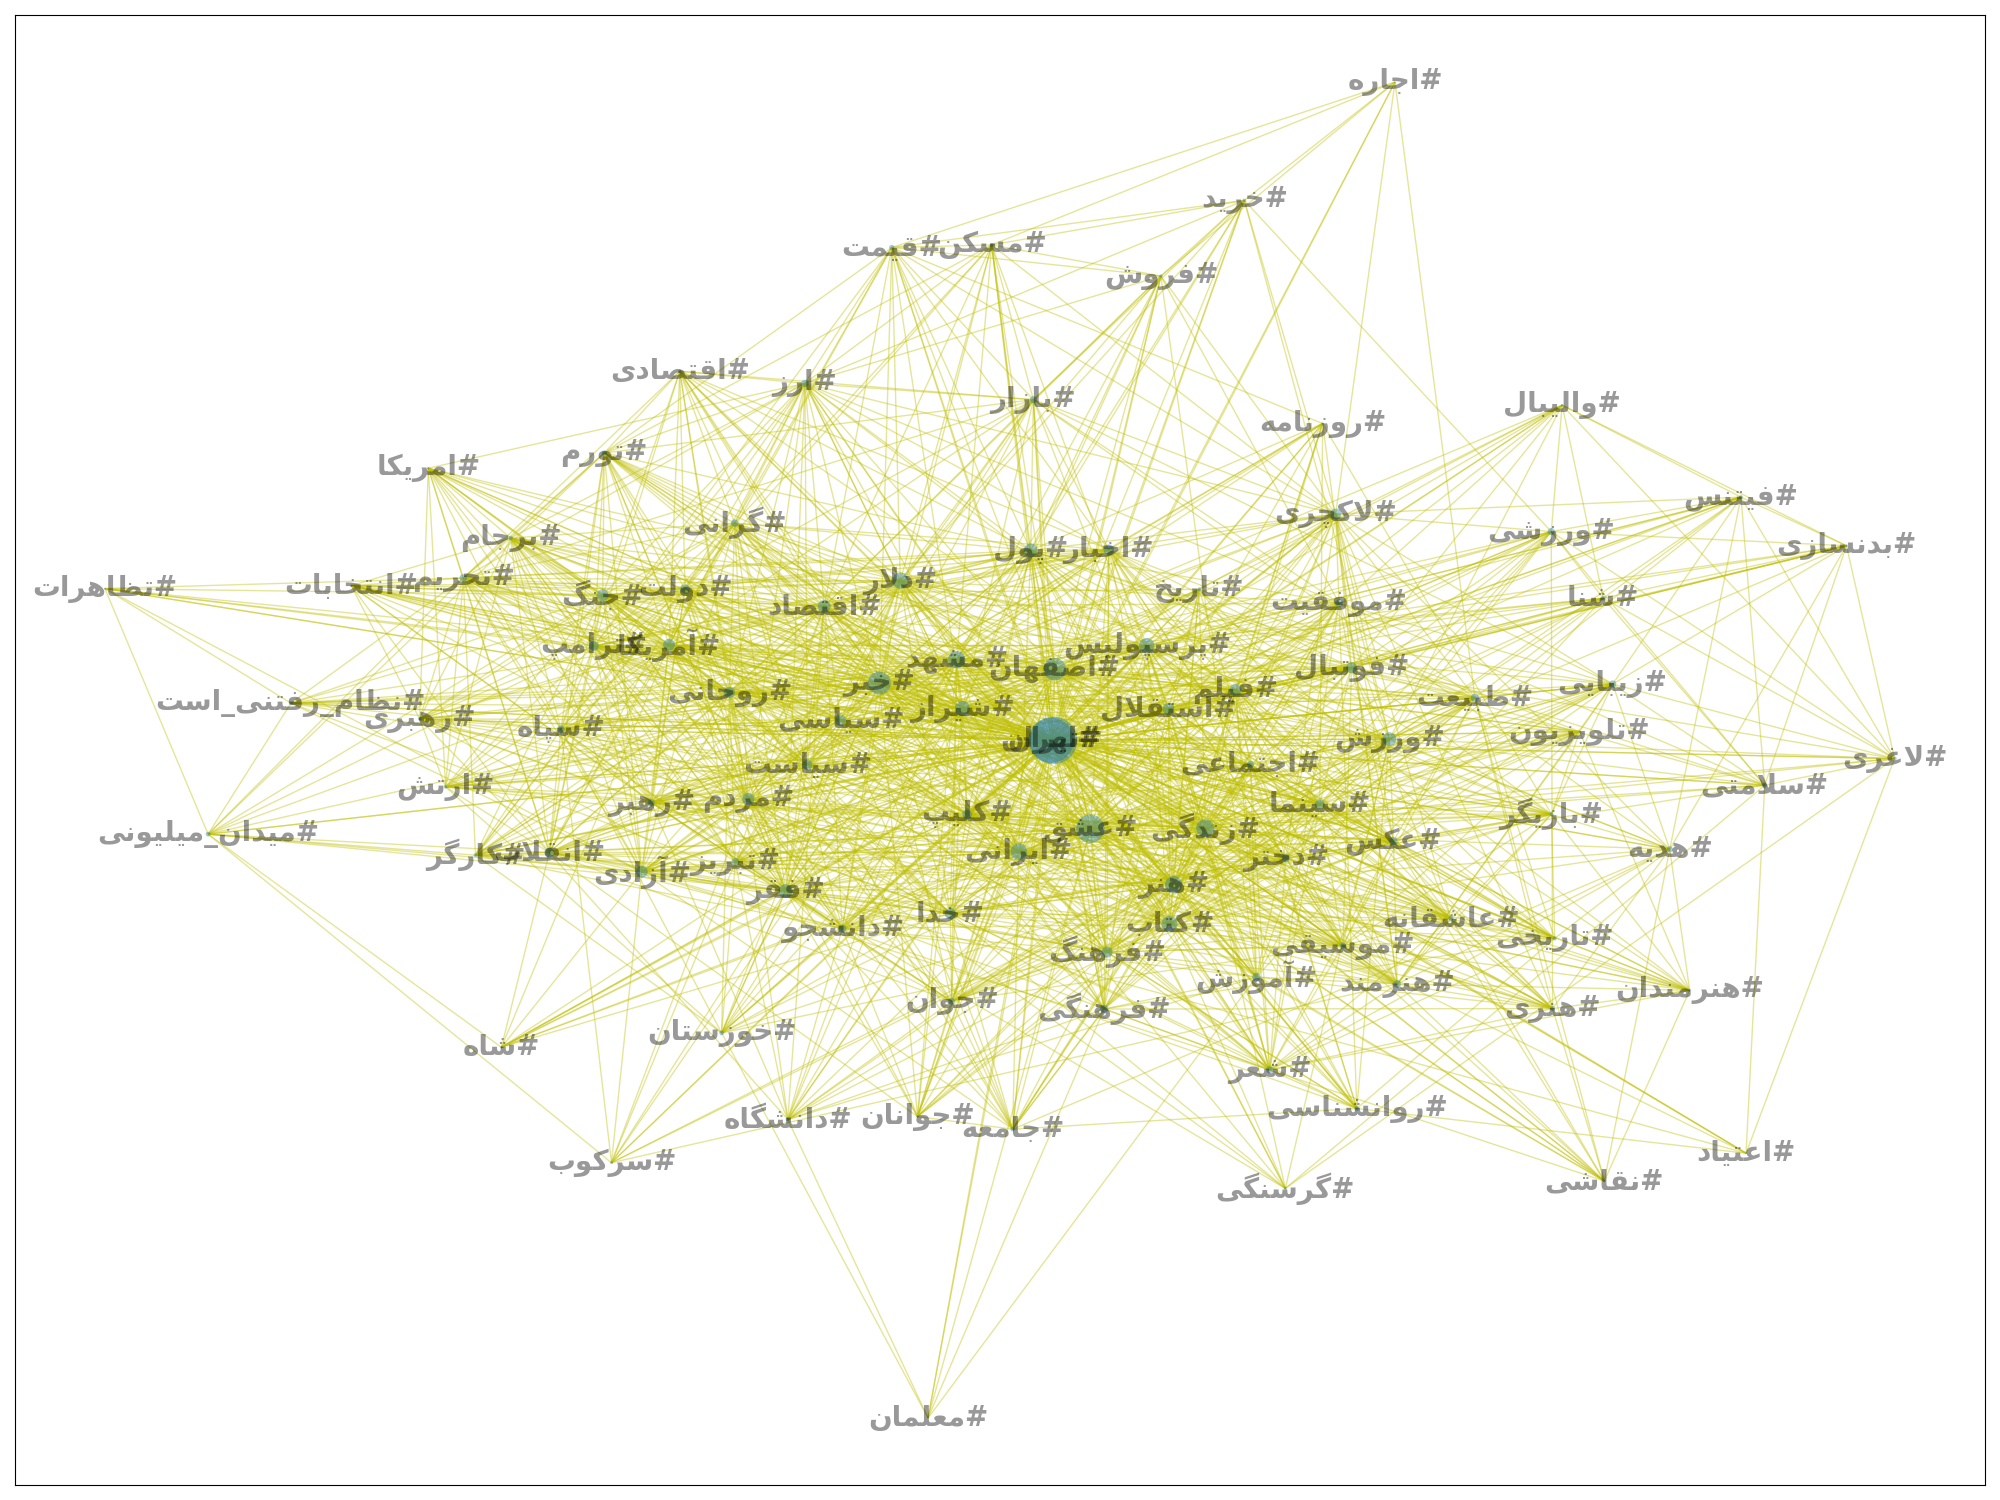 #اجاره
#خرید
#مسکن
#قیمت
#فروش
#اقتصادی
#ارز
#بازار
#والیبال
#روزنامه
#تورم
#امریکا
#فیتنس
#لاکچری
#گرانی
#ورزشی
#برجام
#بدنسازی
#اخبار
#پول
#تحریم
#دلار
#انتخابات
#تظاهرات
#دولت
#تاریخ
#جنگ
#شنا
#موفقیت
#اقتصاد
#پرسپولیس
#آمریکا
#ترامپ
#مشهد
#اصفهان
#فوتبال
#خبر
#زیبایی
#فیلم
#روحانی
#طبیعت
#نظام_رفتنی_است
#شیراز
#استقلال
#رهبری
#سیاسی
#سپاه
#تلویزیون
#تهران
#ورزش
#لاغری
#سیاست
#اجتماعی
#ارتش
#سلامتی
#مردم
#رهبر
#سینما
#کلیپ
#بازیگر
#عشق
#زندگی
#میدان_میلیونی
#عکس
#هدیه
#ایرانی
#انقلاب
#کارگر
#دختر
#تبریز
#آزادی
#هنر
#فقر
#خدا
#عاشقانه
#کتاب
#دانشجو
#تاریخی
#موسیقی
#فرهنگ
#آموزش
#هنرمند
#هنرمندان
#جوان
#فرهنگی
#هنری
#خوزستان
#شاه
#شعر
#روانشناسی
#جوانان
#دانشگاه
#جامعه
#اعتیاد
#سرکوب
#نقاشی
#گرسنگی
#معلمان